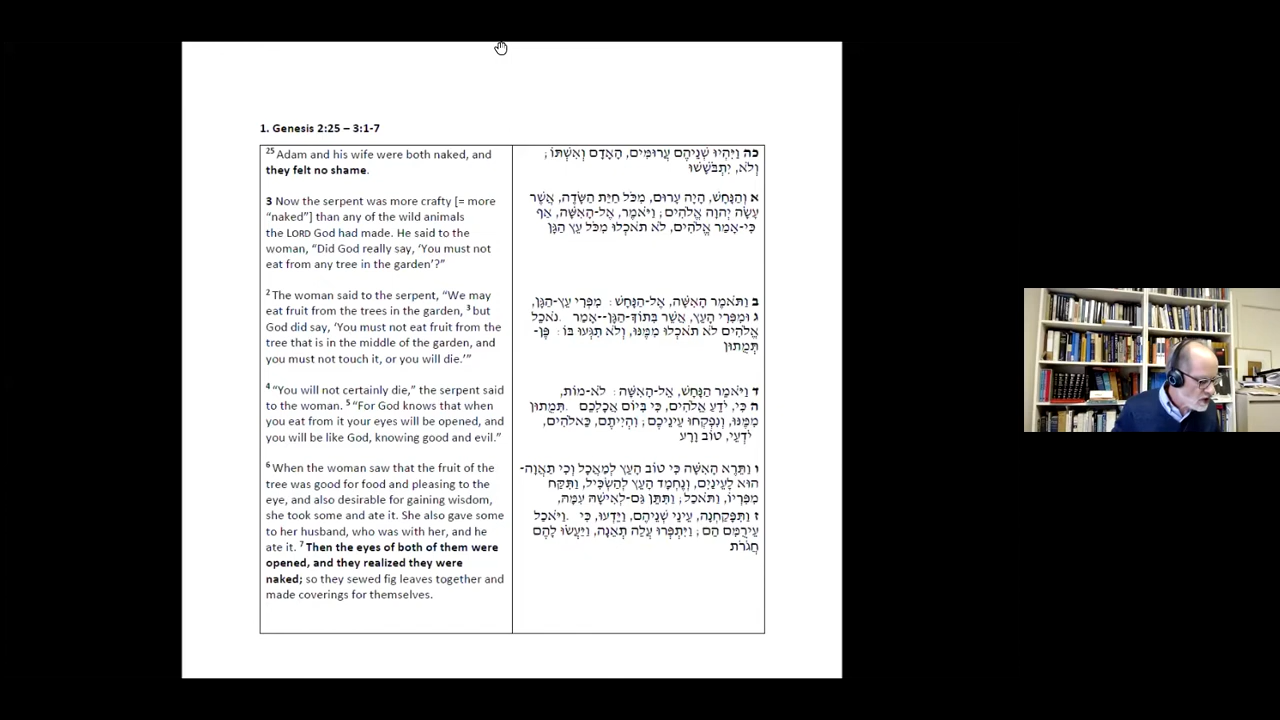 1. Genesis 2:25 – 3:1-7
25 Adam and his wife were both naked, and
they felt no shame.
3 Now the serpent was more crafty [= more
“naked”] than any of the wild animals
the LORD God had made. He said to the
woman, “Did God really say, ‘You must not
eat from any tree in the garden’?”
2 The woman said to the serpent, “We may
eat fruit from the trees in the garden, 3 but
God did say, ‘You must not eat fruit from the
tree that is in the middle of the garden, and
you must not touch it, or you will die.’”
4 “You will not certainly die,” the serpent said
to the woman. 5 “For God knows that when
you eat from it your eyes will be opened, and
you will be like God, knowing good and evil.”
6 When the woman saw that the fruit of the
tree was good for food and pleasing to the
eye, and also desirable for gaining wisdom,
she took some and ate it. She also gave some
to her husband, who was with her, and he
ate it. 7 Then the eyes of both of them were
opened, and they realized they were
naked; so they sewed fig leaves together and
made coverings for themselves.
כה וַיִּהְיוּ שְׁנֵיהֶם עֲרוּמִּים, הָאָדָם וְאִשְׁתּוֹ;
וְלֹא, יִתְבֹּשָׁשׁוּ
א וְהַנָּחָשׁ, הָיָה עָרוּם, מִכֹּל חַיַּת הַשָּׂדֶה, אֲשֶׁר
עָשָׂה יְהוָה אֱלֹהִים; וַיֹּאמֶר, אֶל-הָאִשָּׁה, אַף
כִּי-אָמַר אֱלֹהִים, לֹא תֹאכְלוּ מִכֹּל עֵץ הַגָּן
ב וַתֹּאמֶר הָאִשָּׁה, אֶל-הַנָּחָשׁ: מִפְּרִי עֵץ-הַגָּן,
ג וּמִפְּרִי הָעֵץ, אֲשֶׁר בְּתוֹךְ-הַגָּן--אָמַר .נֹאכֵל
אֱלֹהִים לֹא תֹאכְלוּ מִמֶּנּוּ, וְלֹא תִגְּעוּ בּוֹ: פֶּן-
תְּמֻתוּן
ד וַיֹּאמֶר הַנָּחָשׁ, אֶל-הָאִשָּׁה: לֹא-מוֹת,
ה כִּי, יֹדֵעַ אֱלֹהִים, כִּי בְּיוֹם אֲכָלְכֶם .תְּמֻתוּן
מִמֶּנּוּ, וְנִפְקְחוּ עֵינֵיכֶם; וִהְיִיתֶם, כֵּאלֹהִים,
יֹדְעֵי, טוֹב וָרָע
ו וַתֵּרֶא הָאִשָּׁה כִּי טוֹב הָעֵץ לְמַאֲכָל וְכִי תַאֲוָה-
הוּא לָעֵינַיִם, וְנֶחְמָד הָעֵץ לְהַשְׂכִּיל, וַתִּקַּח
מִפִּרְיוֹ, וַתֹּאכַל; וַתִּתֵּן גַּם-לְאִישָׁהּ עִמָּהּ,
ז וַתִּפָּקַחְנָה, עֵינֵי שְׁנֵיהֶם, וַיֵּדְעוּ, כִּי .וַיֹּאכַל
עֵירֻמִּם הֵם; וַיִּתְפְּרוּ עֲלֵה תְאֵנָה, וַיַּעֲשׂוּ לָהֶם
חֲגֹרֹת